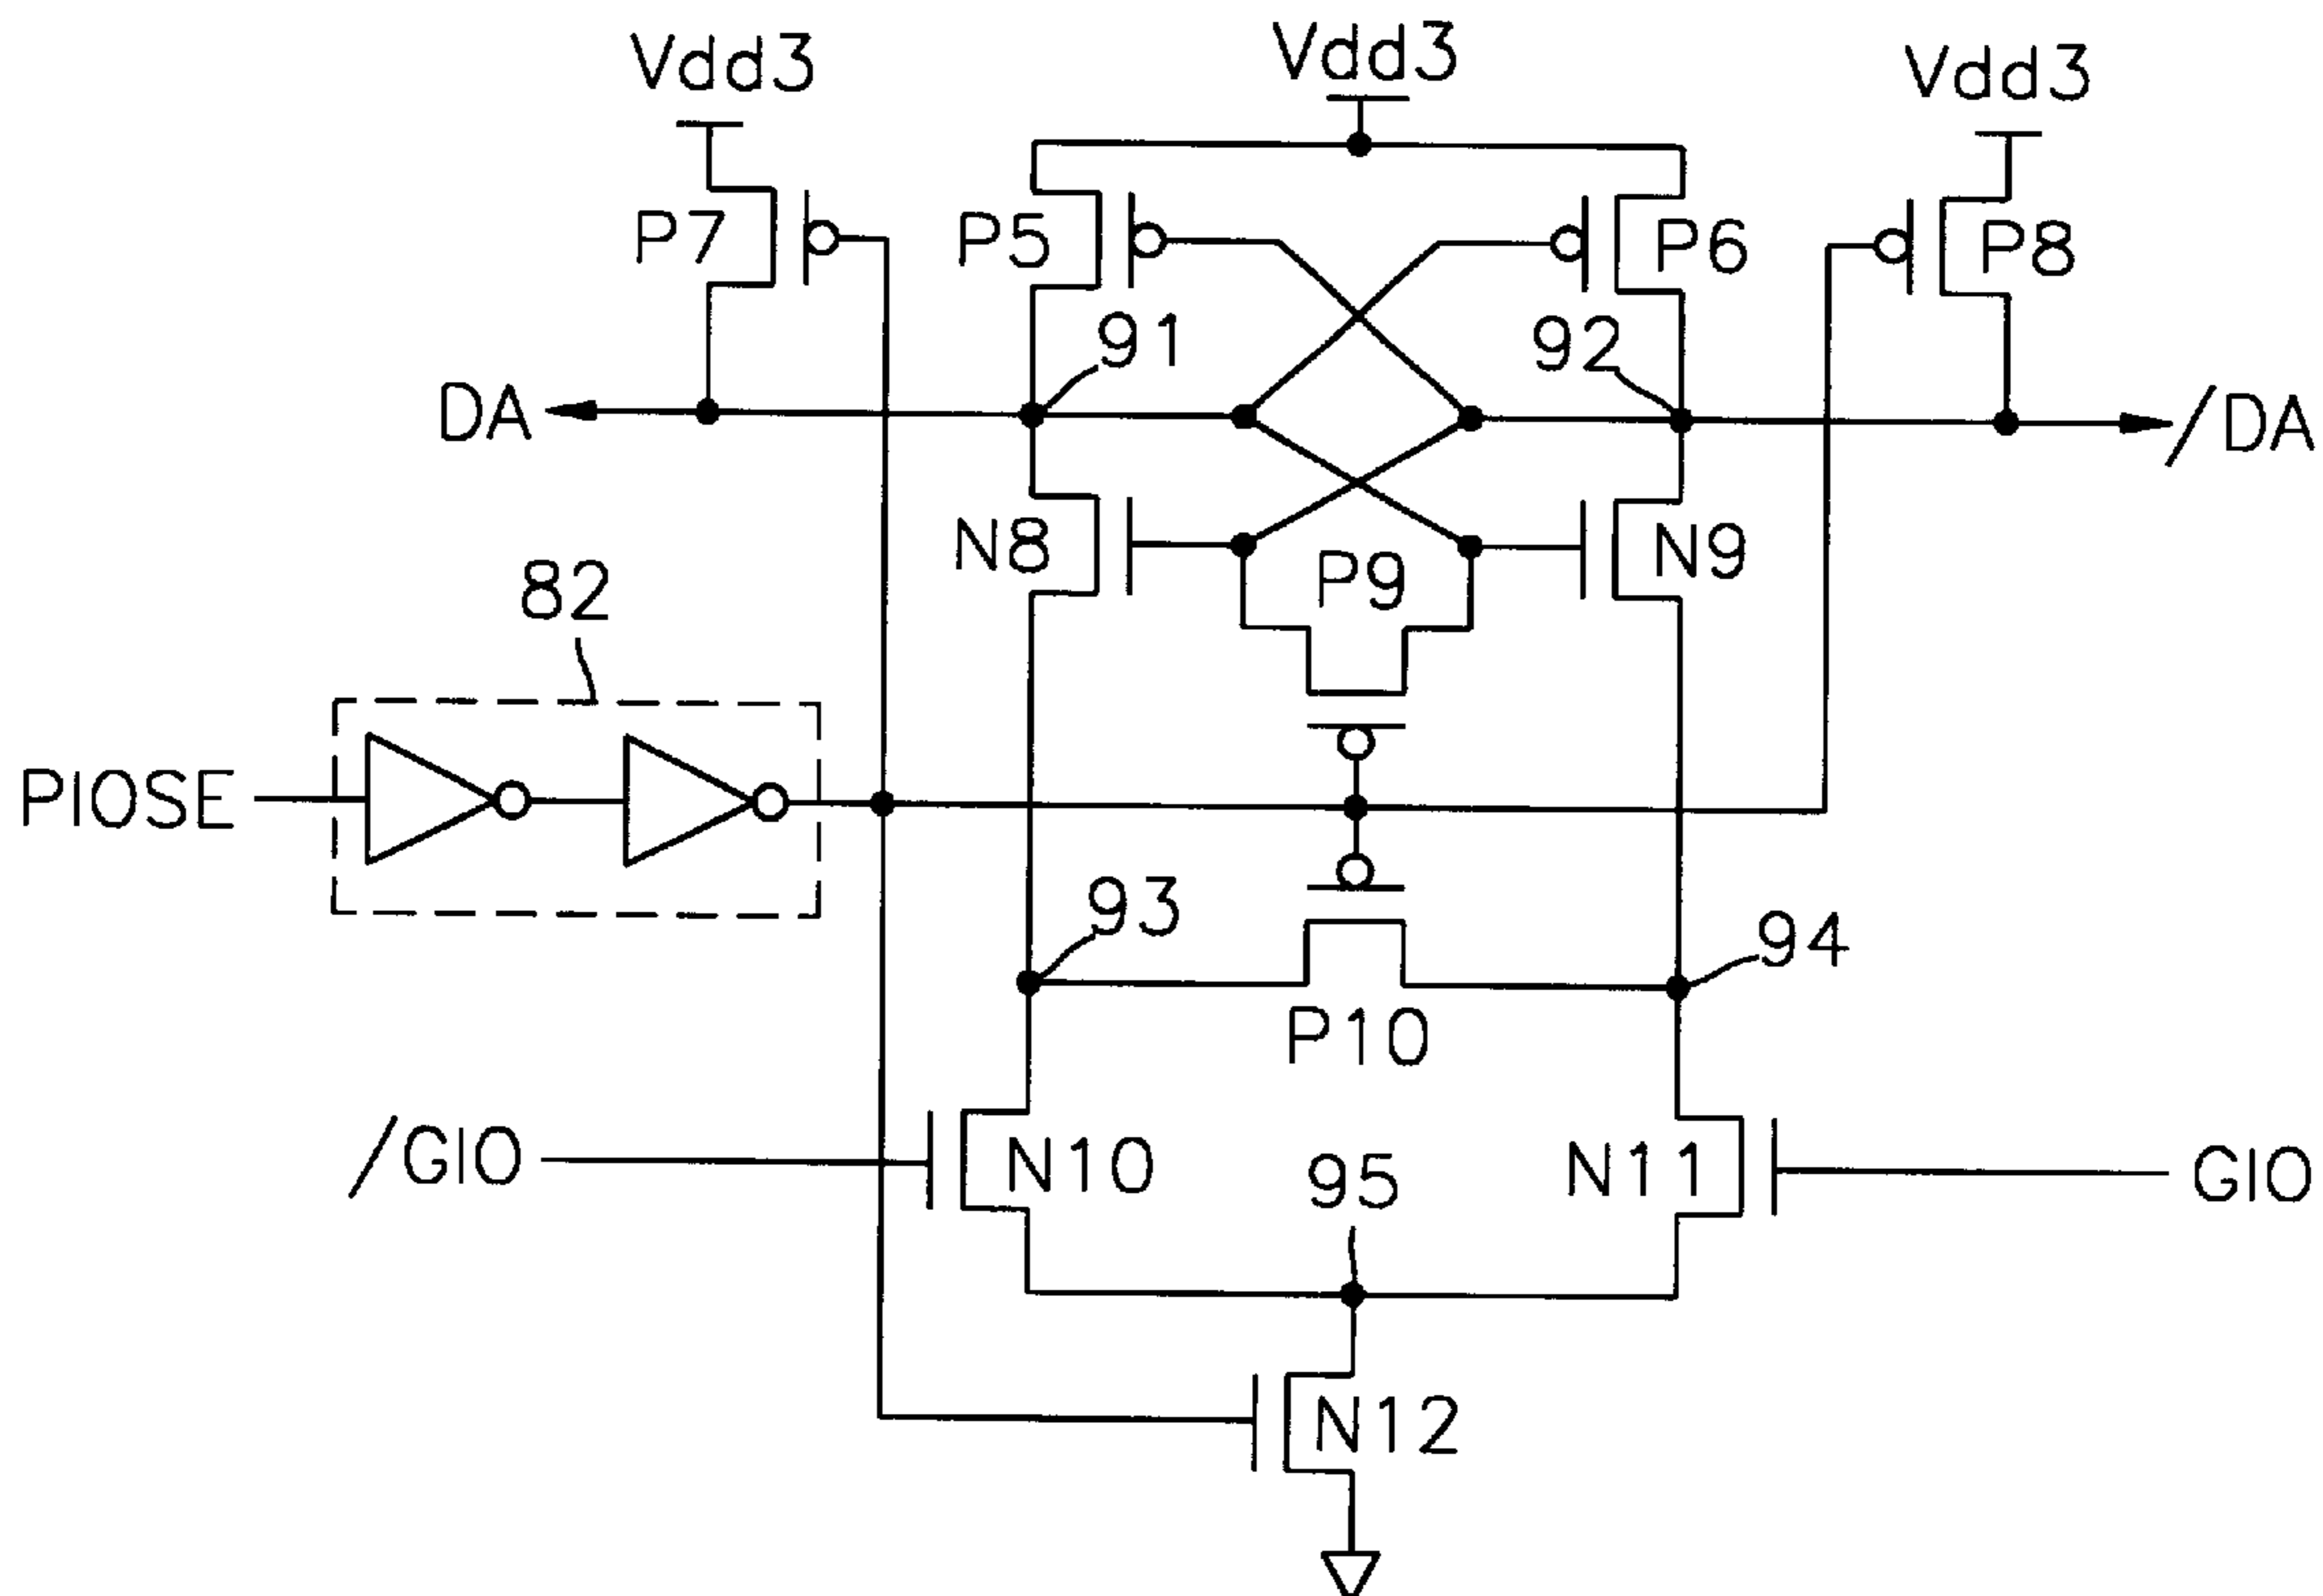 Vdd3
Vdd3
Vdd3
P7
P5
P6
P8
91
92
DA
/DA
N8
P9
N9
82
PIOSE
93
94
P10
/GIO
N10
95
N11
GIO
N12